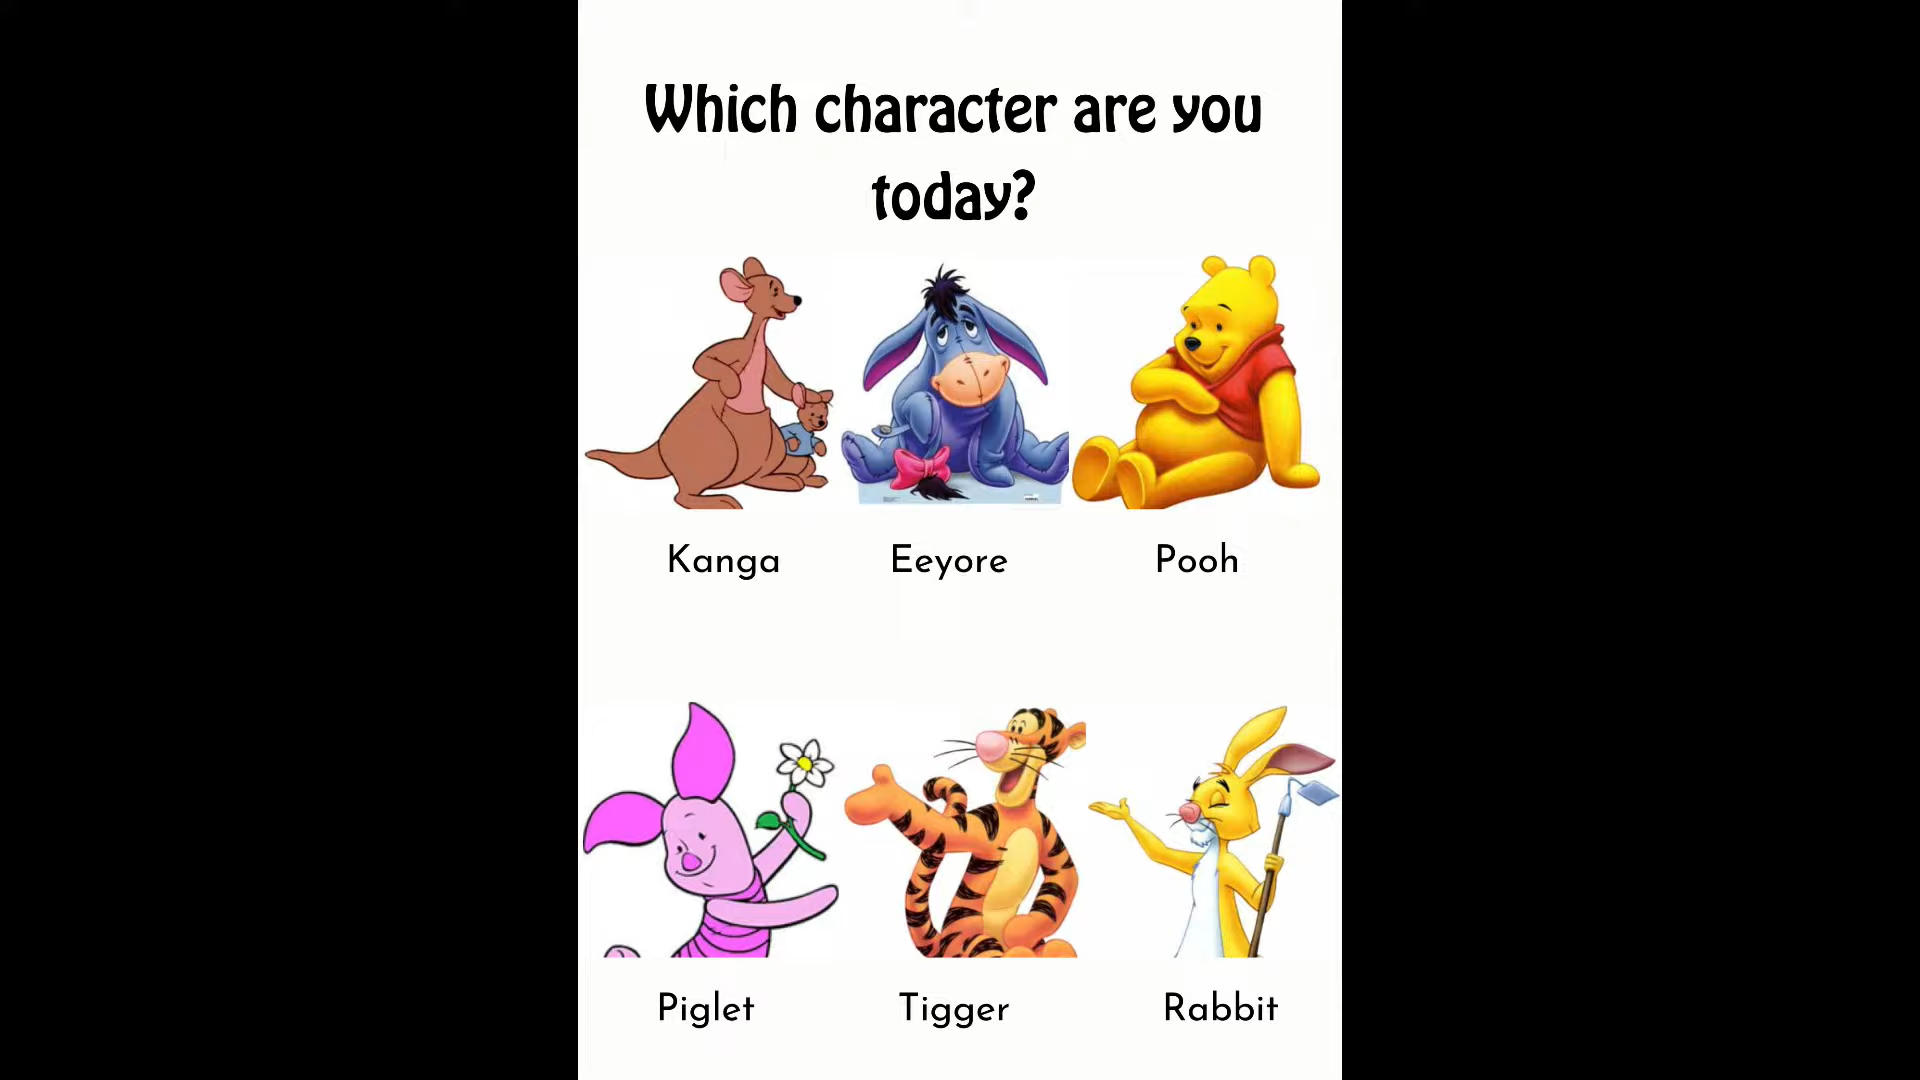 Which character are you
today?
Kanga Eeyore Pooh
Piglet Tigger Rabbit